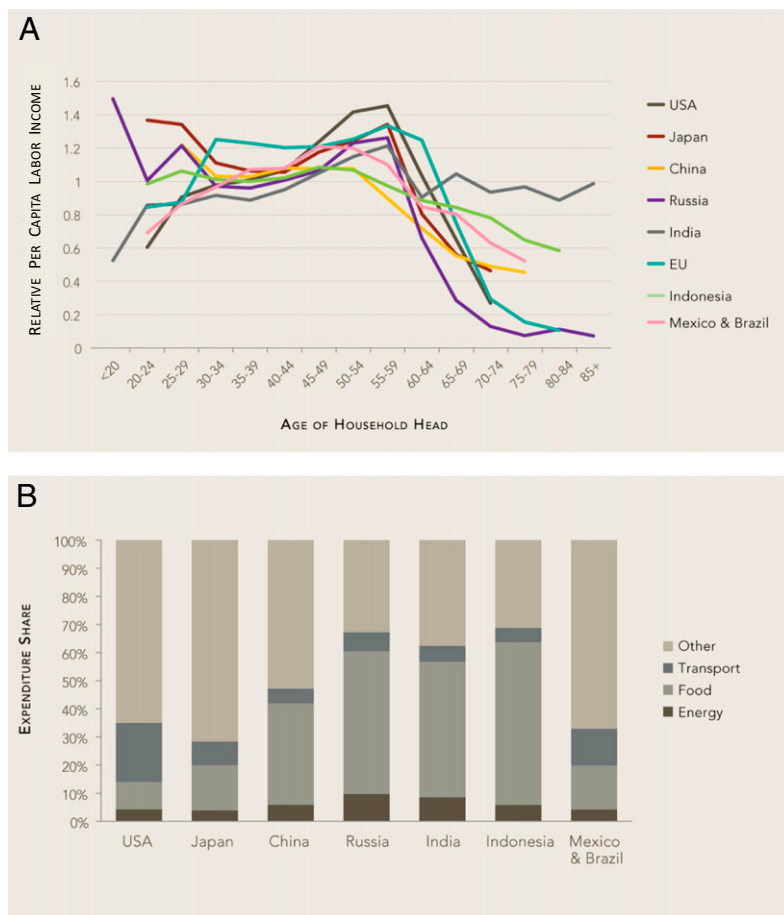 A
RELATIVE PER CAPITA LABOR INCOME
1.6
1.4
1.2
1
0.8
0.6
0.4
0.2
0
<20
20-24
25-29
30-34
35-39
40-44
45-49
50-54
55-59
60-64
65-69
70-74
75-79
80-84
85+
AGE OF HOUSEHOLD HEAD
USA
Japan
China
Russia
India
EU
Indonesia
Mexico & Brazil
B
EXPENDITURE SHARE
100%
90%
80%
70%
60%
50%
40%
30%
20%
10%
0%
USA
Japan
China
Russia
India
Indonesia
Mexico
& Brazil
Other
Transport
Food
Energy